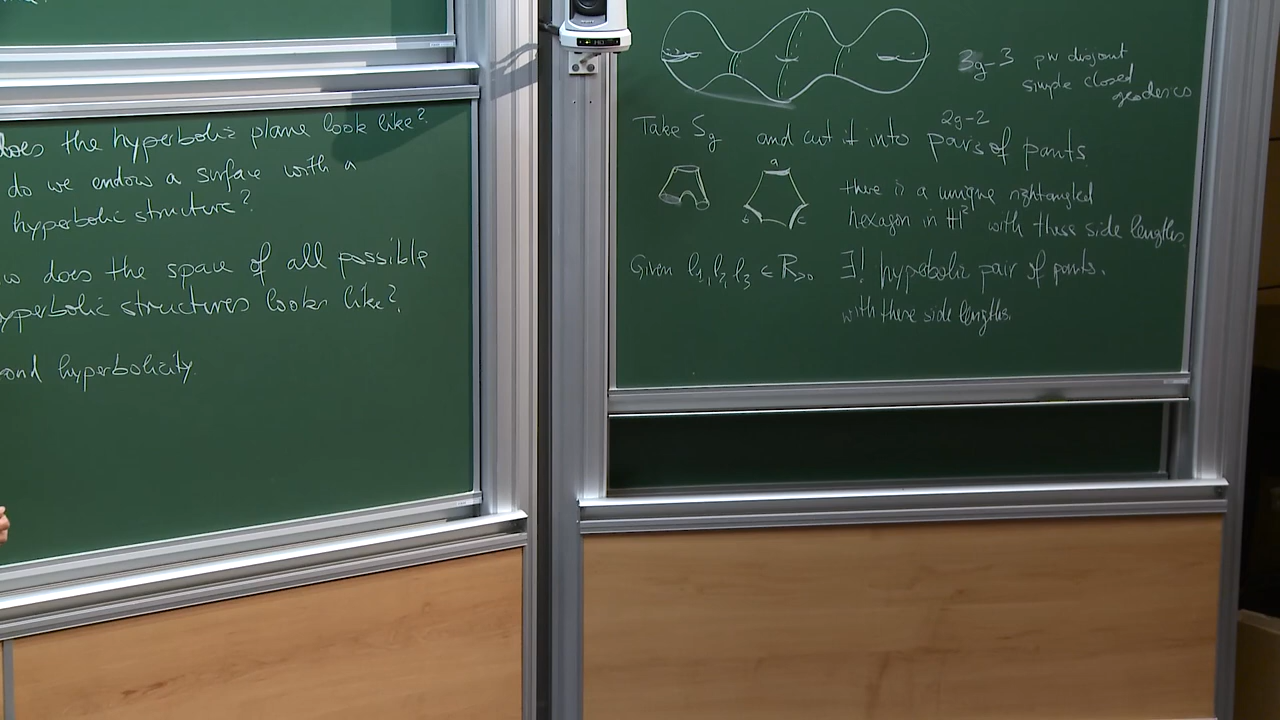 does the hyperbolic plane look like?
do we endow a surface with a
hyperbolic structure?
w does the space of all possible
yperbolic structures looks like?
ond hyperbolicity
3g-3 pw disjoint
simple closed
geodesics
Take Sg and cut it into 2g-2 pairs of pants
a
b c
there is a unique rightangled
hexagon in H² with these side lengths
Given l₁, l₂, l₃ ∈ R>0 ∃! hyperbolic pair of pants.
with these side lengths.